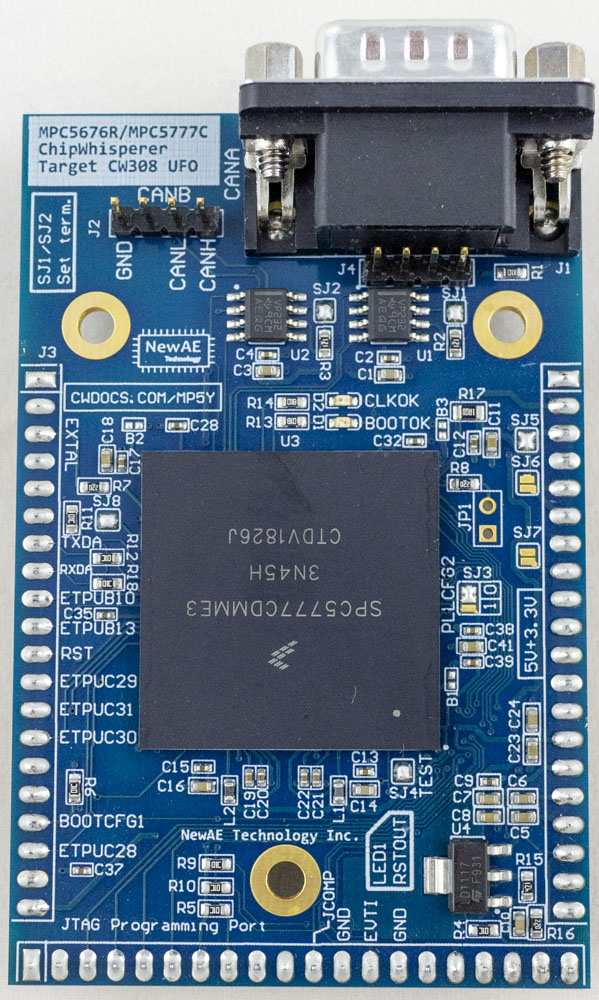 MPC5676R/MPC5777C
ChipWhisperer
Target CW308 UFO
CANA
CANB
SJ1/SJ2
Set term.
J2
GND
CANL
CANH
J4
J1
R1
SJ2
SJ1
NewAE
Technology
C4
C3
U2
R3
C2
C1
U1
R2
J3
CWDOCS.COM/MP5Y
R14
D2
CLKOK
R13
D1
BOOTOK
U3
B3
R17
C11
C12
C32
SJ5
SJ6
SJ7
EXTAL
C18
C17
B2
C28
R7
R11
SJ8
R8
JP1
TXDA
R12
RXDA
R18
ETPUB10
C35
ETPUB13
RST
ETPUC29
ETPUC31
ETPUC30
SPC5777CDMME3
3N45H
CTDV1826J
PLLCFG2
SJ3
10
C38
C41
C39
B1
5V+3.3V
C24
C23
C15
C16
R6
L2
C19
C20
C22
C21
L1
C13
C14
SJ4
TEST
C9
C7
C8
C6
C5
U4
BOOTCFG1
ETPUC28
C37
NewAE Technology Inc.
LED1
RSTOUT
R9
R10
R5
R15
R4
R16
JTAG Programming Port
JCOMP
GND
EVTI
GND